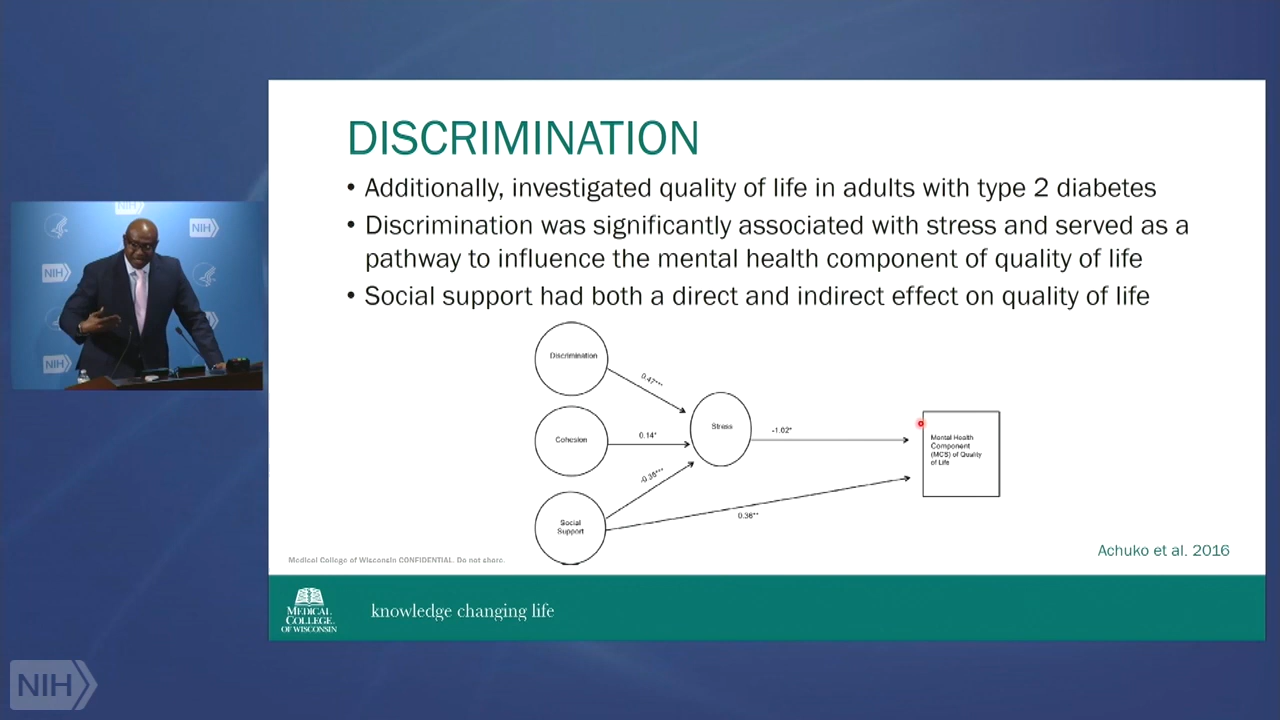 DISCRIMINATION
• Additionally, investigated quality of life in adults with type 2 diabetes
• Discrimination was significantly associated with stress and served as a
pathway to influence the mental health component of quality of life
• Social support had both a direct and indirect effect on quality of life
Discrimination
0.47***
Cohesion
0.14*
Stress
-1.02*
Mental Health
Component
(MCS) of Quality
of Life
-0.36***
Social
Support
0.36**
Achuko et al. 2016
Medical College of Wisconsin CONFIDENTIAL. Do not share.
MEDICAL
COLLEGE
OF WISCONSIN
knowledge changing life
NIH
NIH
NIH
NIH
NIH